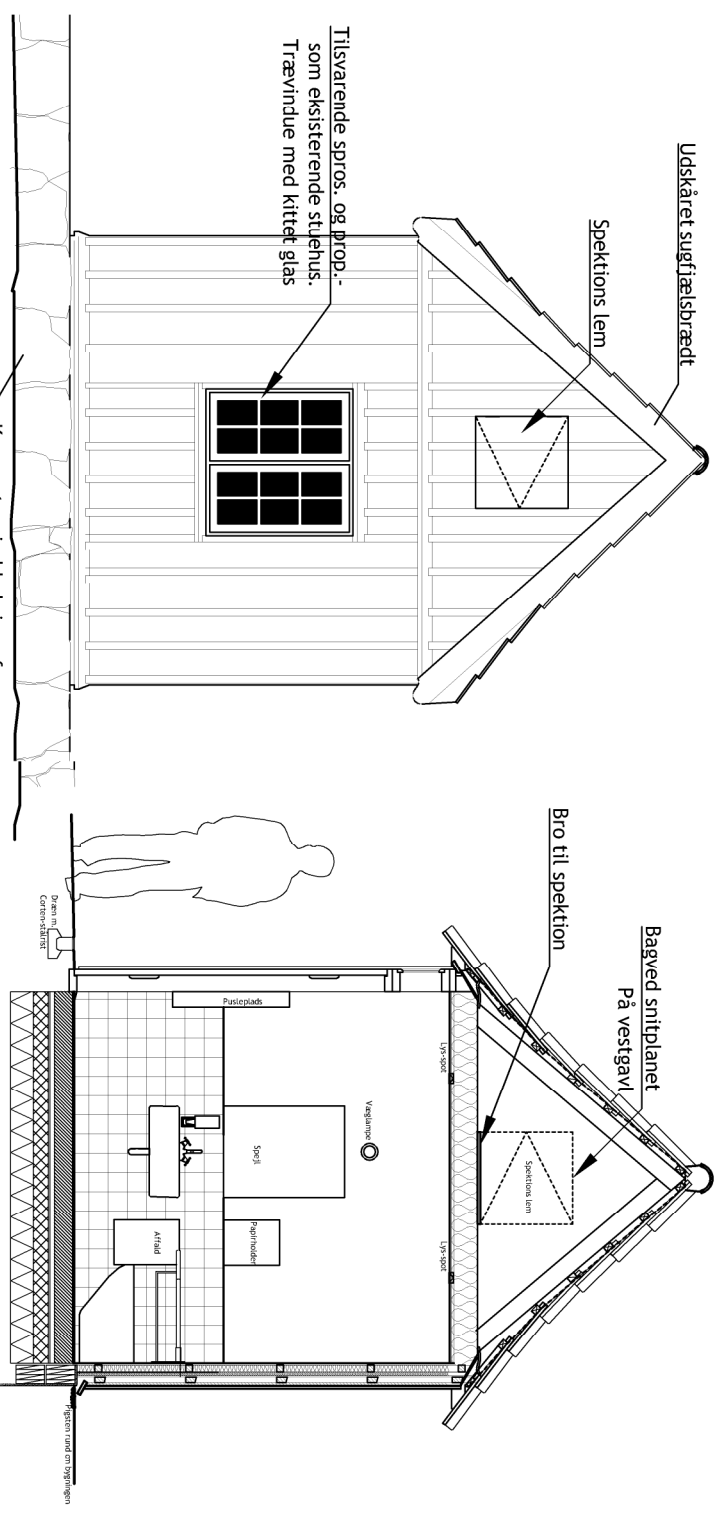 Udskåret sugfjælsbrædt
Spektions lem
Tilsvarende spros. og prop.-
som eksisterende stuehus.
Trævindue med kittet glas
Bagved snitplanet
På vestgavl
Bro til spektion
Spektions lem
Lys-spot
Lys-spot
Væglampe
Pusleplads
Spejl
Papirholder
Affald
Dræn m.
Corten-stålrist
Pigsten rund om bygningen